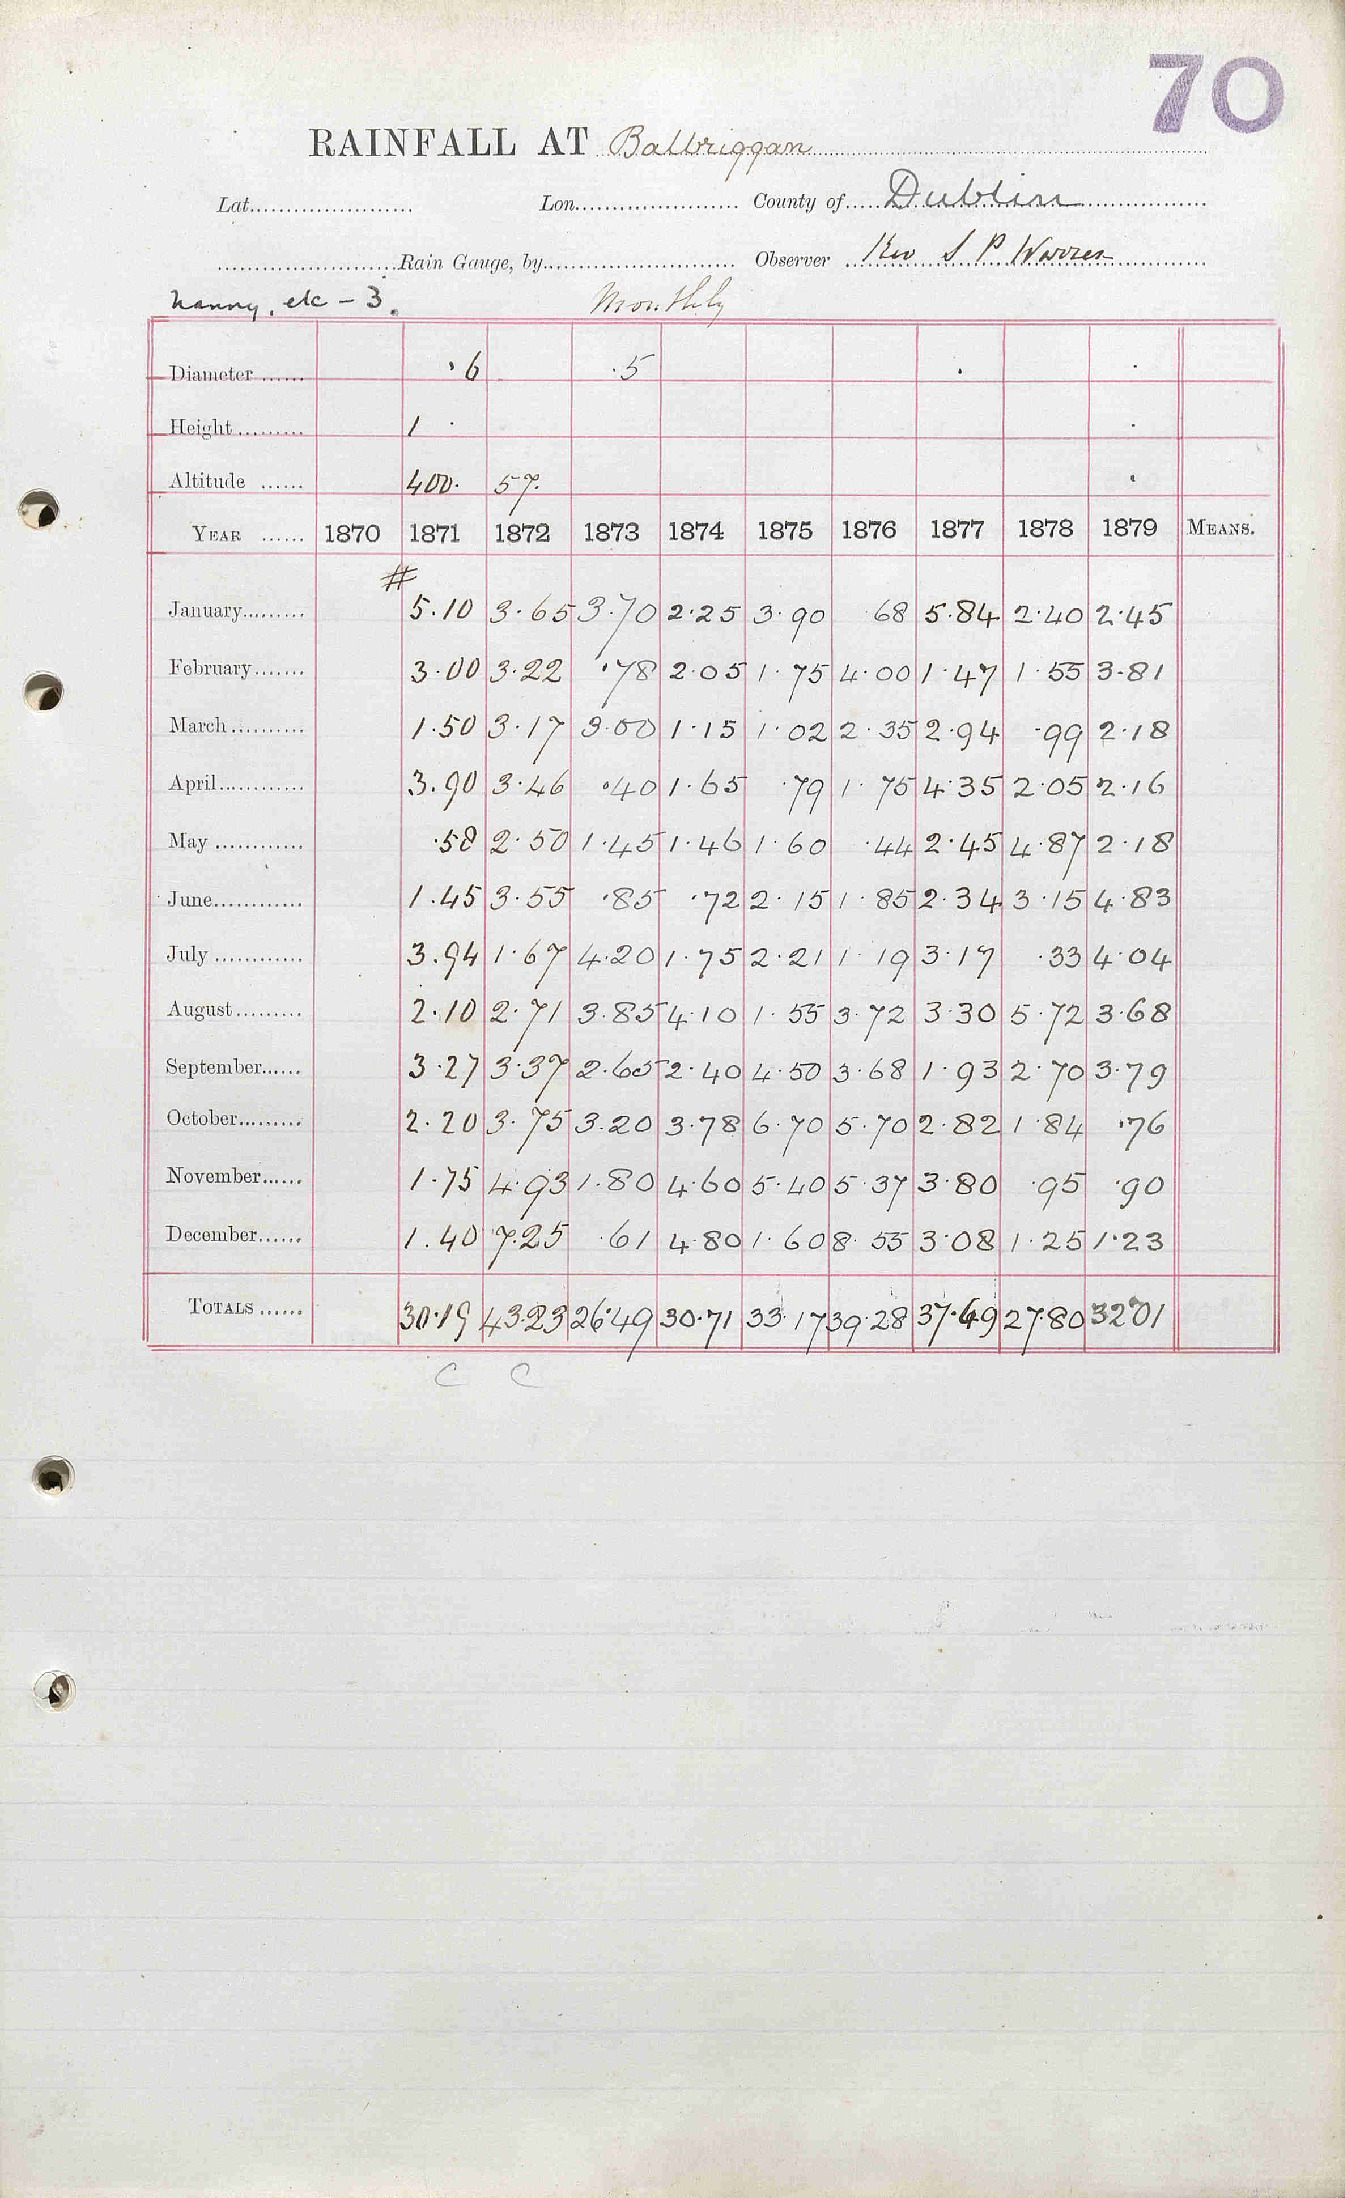 70
RAINFALL AT Balbriggan
Lat. Lon. County of Dublin
Rain Gauge, by Observer Rev S P Warren
Nanny, etc - 3. Monthly
Diameter ·6 ·5
Height 1 ·
Altitude 400· 57·
YEAR 1870 1871 1872 1873 1874 1875 1876 1877 1878 1879 MEANS.
#
January 5·10 3·65 3·70 2·25 3·90 ·68 5·84 2·40 2·45
February 3·00 3·22 ·78 2·05 1·75 4·00 1·47 1·55 3·81
March 1·50 3·17 3·00 1·15 1·02 2·35 2·94 ·99 2·18
April 3·90 3·46 ·40 1·65 ·79 1·75 4·35 2·05 2·16
May ·58 2·50 1·45 1·46 1·60 ·44 2·45 4·87 2·18
June 1·45 3·55 ·85 ·72 2·15 1·85 2·34 3·15 4·83
July 3·94 1·67 4·20 1·75 2·21 1·19 3·17 ·33 4·04
August 2·10 2·71 3·85 4·10 1·55 3·72 3·30 5·72 3·68
September 3·27 3·37 2·65 2·40 4·50 3·68 1·93 2·70 3·79
October 2·20 3·75 3·20 3·78 6·70 5·70 2·82 1·84 ·76
November 1·75 4·93 1·80 4·60 5·40 5·37 3·80 ·95 ·90
December 1·40 7·25 ·61 4·80 1·60 8·55 3·08 1·25 1·23
TOTALS 30·19 43·23 26·49 30·71 33·17 39·28 37·49 27·80 32·01
C C